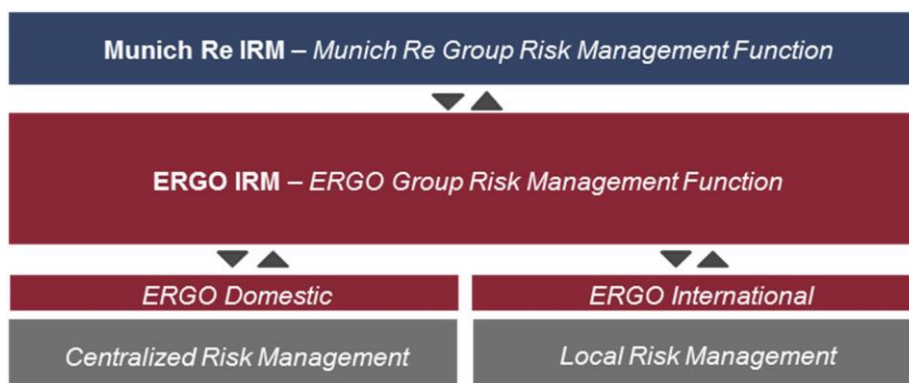 Munich Re IRM – Munich Re Group Risk Management Function
ERGO IRM – ERGO Group Risk Management Function
ERGO Domestic
ERGO International
Centralized Risk Management
Local Risk Management